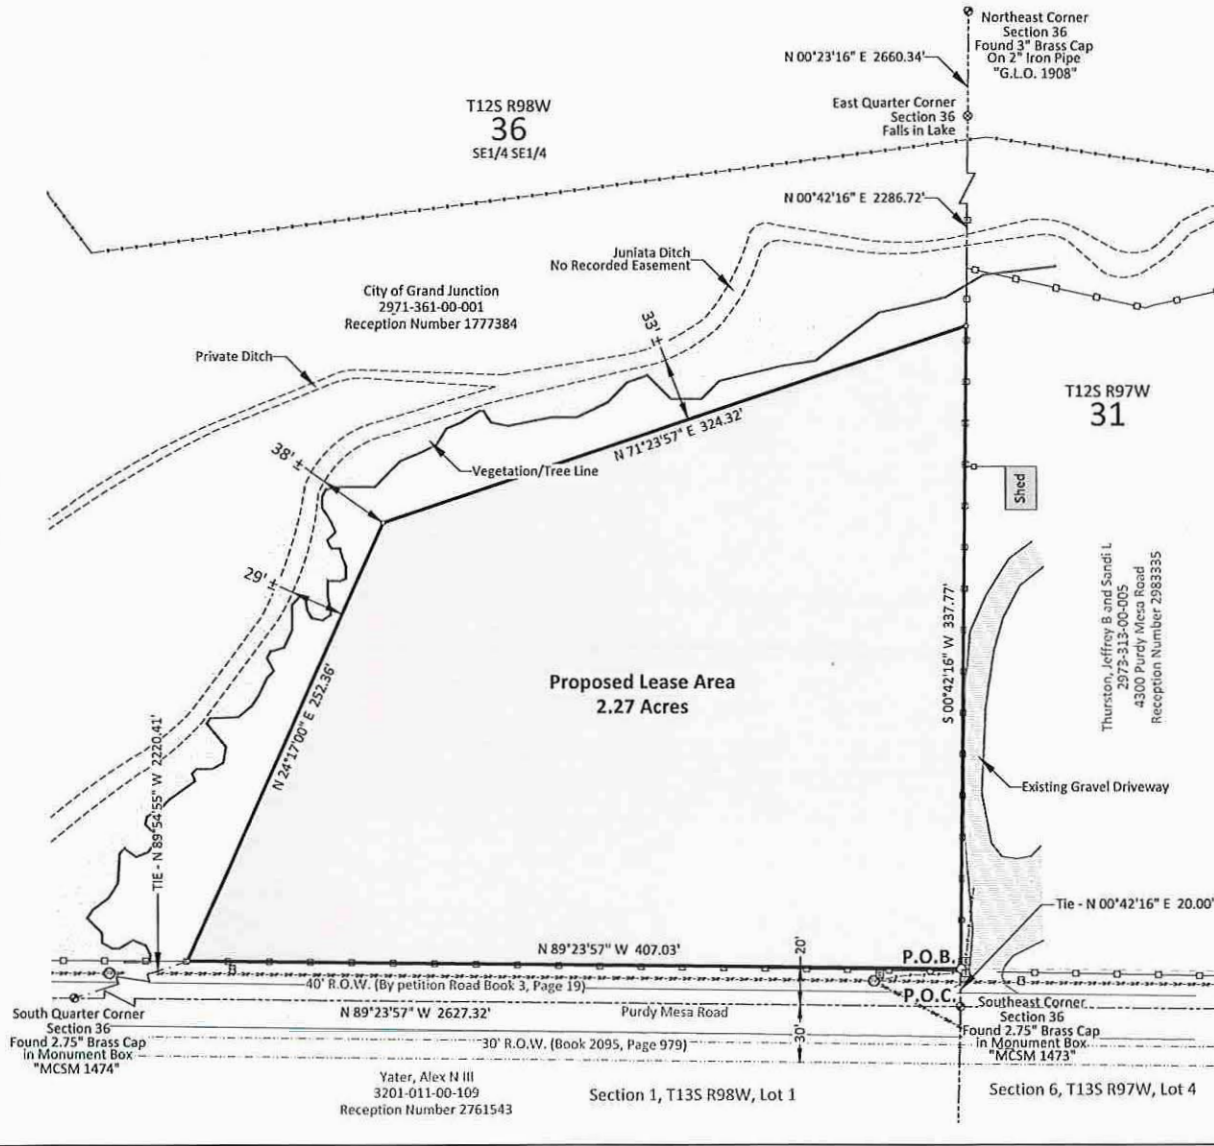 Northeast Corner
Section 36
Found 3" Brass Cap
On 2" Iron Pipe
"G.L.O. 1908"
N 00°23'16" E 2660.34'
East Quarter Corner
Section 36
Falls in Lake
T12S R98W
36
SE1/4 SE1/4
N 00°42'16" E 2286.72'
Juniata Ditch
No Recorded Easement
City of Grand Junction
2971-361-00-001
Reception Number 1777384
33' ±
Private Ditch
T12S R97W
31
N 71°23'57" E 324.32'
38' ±
Vegetation/Tree Line
Shed
29' ±
Thurston, Jeffrey B and Sandi L
2973-313-00-005
4300 Purdy Mesa Road
Reception Number 2983335
S 00°42'16" W 337.77'
Proposed Lease Area
2.27 Acres
N 24°17'00" E 252.36'
TIE - N 89°54'55" W 2220.41'
Existing Gravel Driveway
Tie - N 00°42'16" E 20.00'
N 89°23'57" W 407.03'
20'
P.O.B.
40' R.O.W. (By petition Road Book 3, Page 19)
P.O.C.
N 89°23'57" W 2627.32'
Purdy Mesa Road
South Quarter Corner
Section 36
Found 2.75" Brass Cap
in Monument Box
"MCSM 1474"
Southeast Corner
Section 36
Found 2.75" Brass Cap
in Monument Box
"MCSM 1473"
30'
30' R.O.W. (Book 2095, Page 979)
Yater, Alex N III
3201-011-00-109
Reception Number 2761543
Section 1, T13S R98W, Lot 1
Section 6, T13S R97W, Lot 4